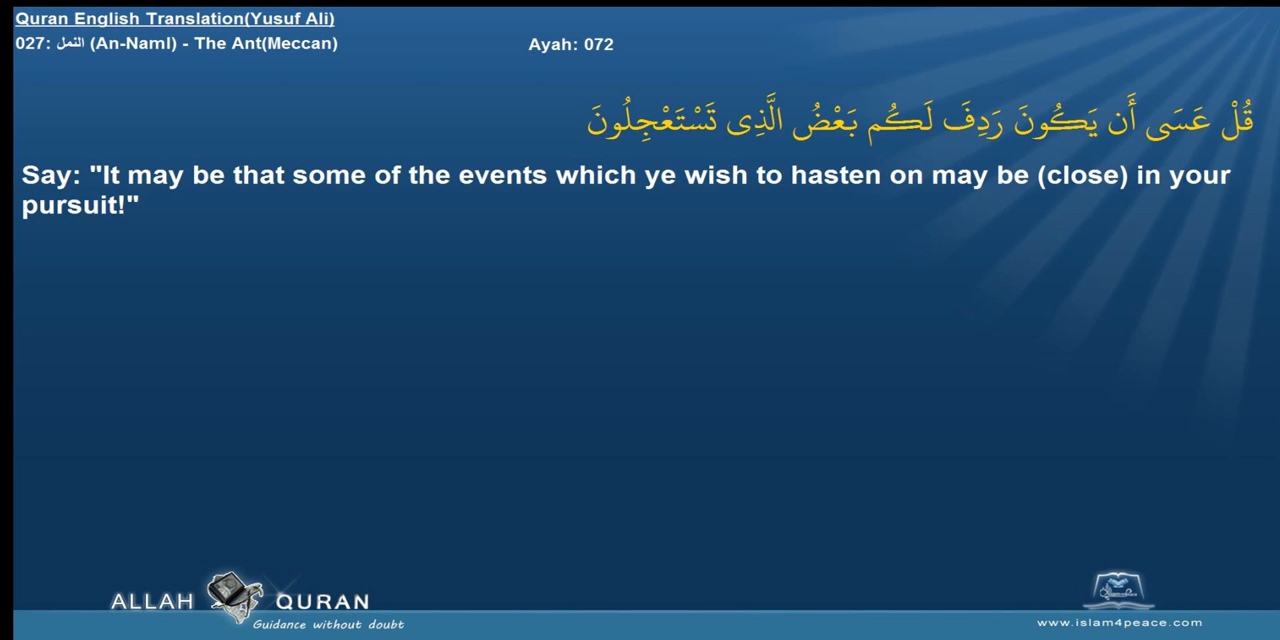 Quran English Translation(Yusuf Ali)
027: النمل (An-Naml) - The Ant(Meccan) Ayah: 072
قُلْ عَسَى أَن يَكُونَ رَدِفَ لَكُم بَعْضُ الَّذِى تَسْتَعْجِلُونَ
Say: "It may be that some of the events which ye wish to hasten on may be (close) in your
pursuit!"
ALLAH QURAN
Guidance without doubt
www.islam4peace.com